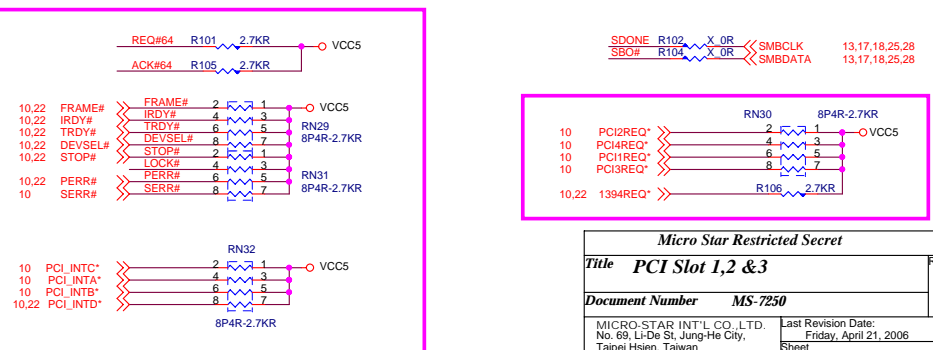 REQ#64 R101 2.7KR VCC5
ACK#64 R105 2.7KR
10,22 FRAME# FRAME# 2 1 VCC5
10,22 IRDY# IRDY# 4 3
10,22 TRDY# TRDY# 6 5 RN29
10,22 DEVSEL# DEVSEL# 8 7 8P4R-2.7KR
10,22 STOP# STOP# 2 1
LOCK# 4 3
10,22 PERR# PERR# 6 5 RN31
10 SERR# SERR# 8 7 8P4R-2.7KR
RN32
10 PCI_INTC* 2 1 VCC5
10 PCI_INTA* 4 3
10 PCI_INTB* 6 5
10,22 PCI_INTD* 8 7
8P4R-2.7KR
SDONE R102 X_0R SMBCLK 13,17,18,25,28
SBO# R104 X_0R SMBDATA 13,17,18,25,28
RN30 8P4R-2.7KR
10 PCI2REQ* 2 1 VCC5
10 PCI4REQ* 4 3
10 PCI1REQ* 6 5
10 PCI3REQ* 8 7
10,22 1394REQ* R106 2.7KR
Micro Star Restricted Secret
Title PCI Slot 1,2 &3
Document Number MS-7250
MICRO-STAR INT'L CO.,LTD.
No. 69, Li-De St, Jung-He City,
Taipei Hsien, Taiwan
Last Revision Date:
Friday, April 21, 2006
Sheet